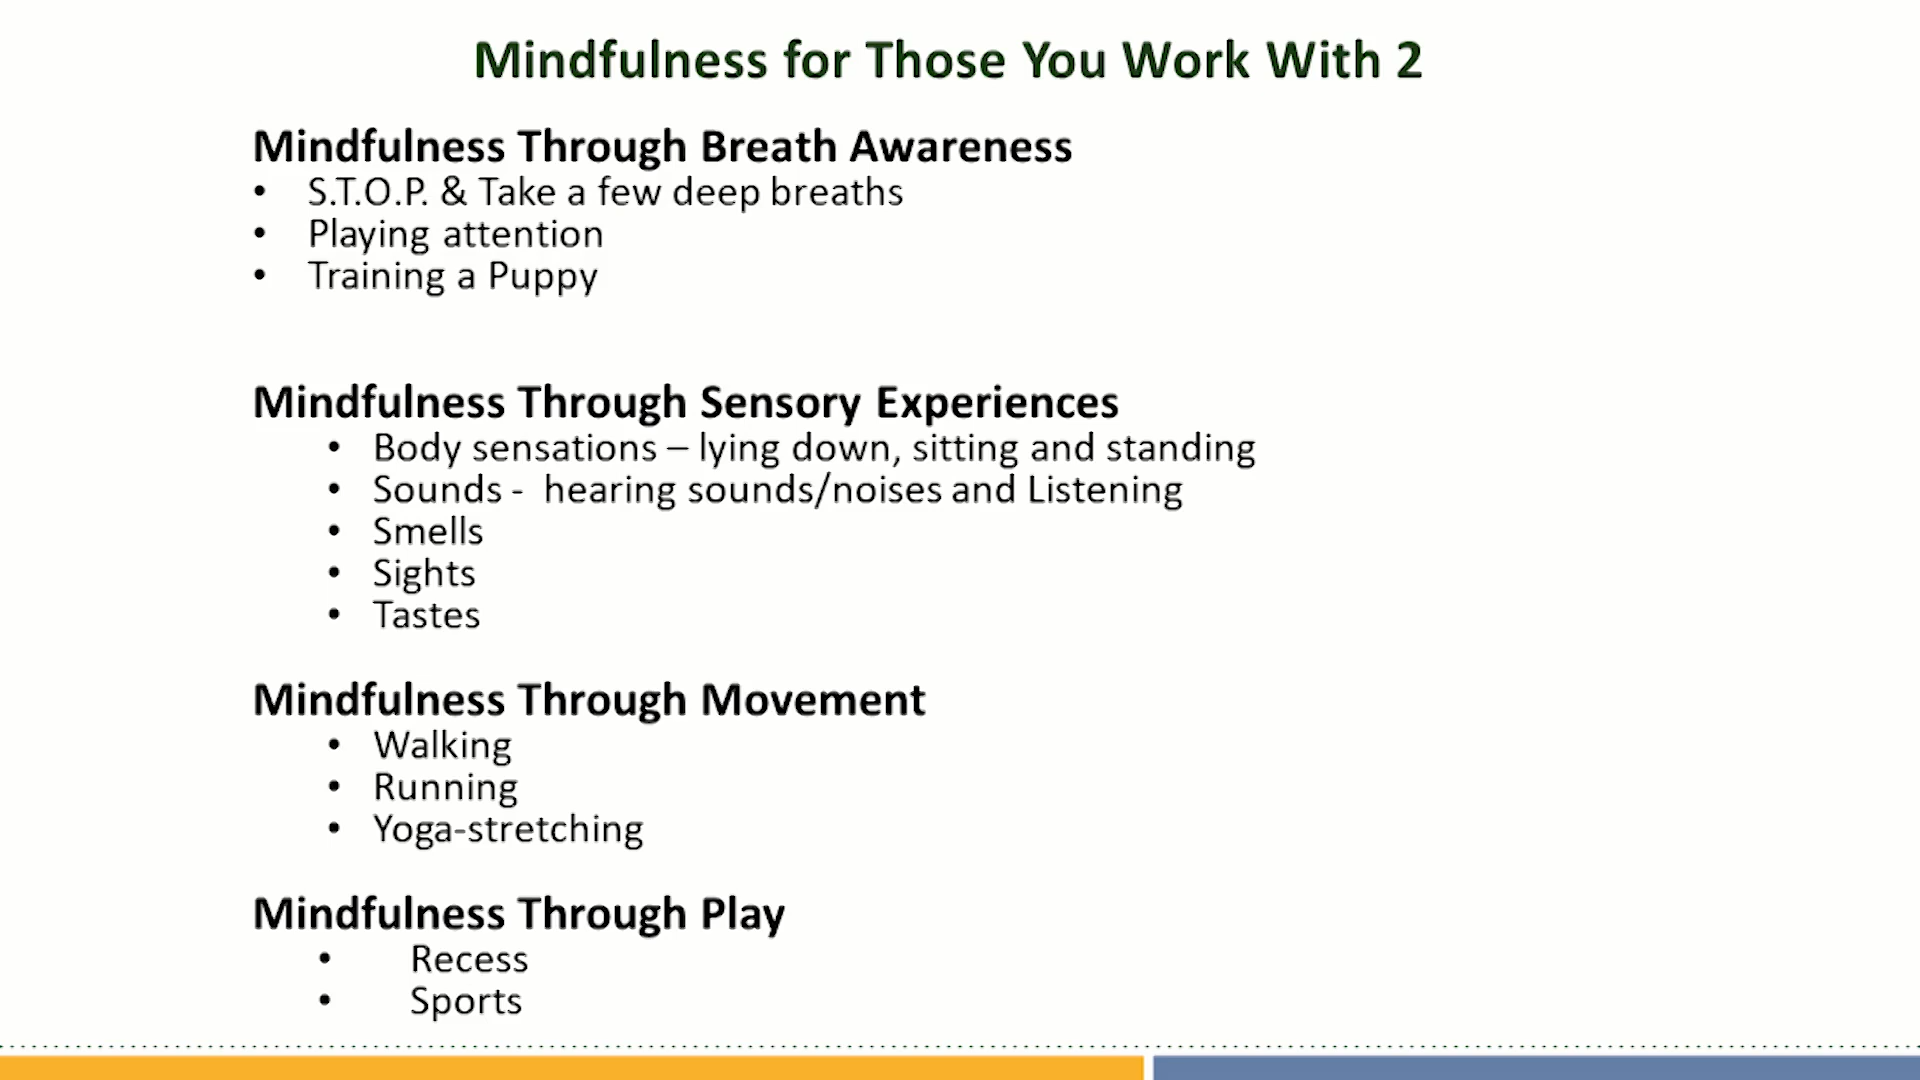 Mindfulness for Those You Work With 2
Mindfulness Through Breath Awareness
• S.T.O.P. & Take a few deep breaths
• Playing attention
• Training a Puppy
Mindfulness Through Sensory Experiences
• Body sensations – lying down, sitting and standing
• Sounds - hearing sounds/noises and Listening
• Smells
• Sights
• Tastes
Mindfulness Through Movement
• Walking
• Running
• Yoga-stretching
Mindfulness Through Play
• Recess
• Sports